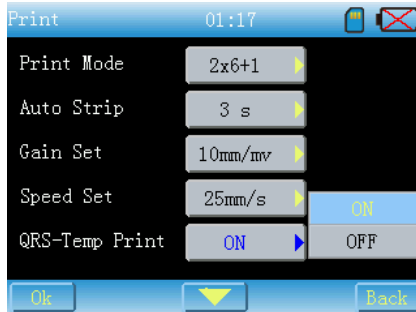 Print 01:17
Print Mode 2x6+1
Auto Strip 3 s
Gain Set 10mm/mv
Speed Set 25mm/s
ON
QRS-Temp Print ON OFF
Ok Back